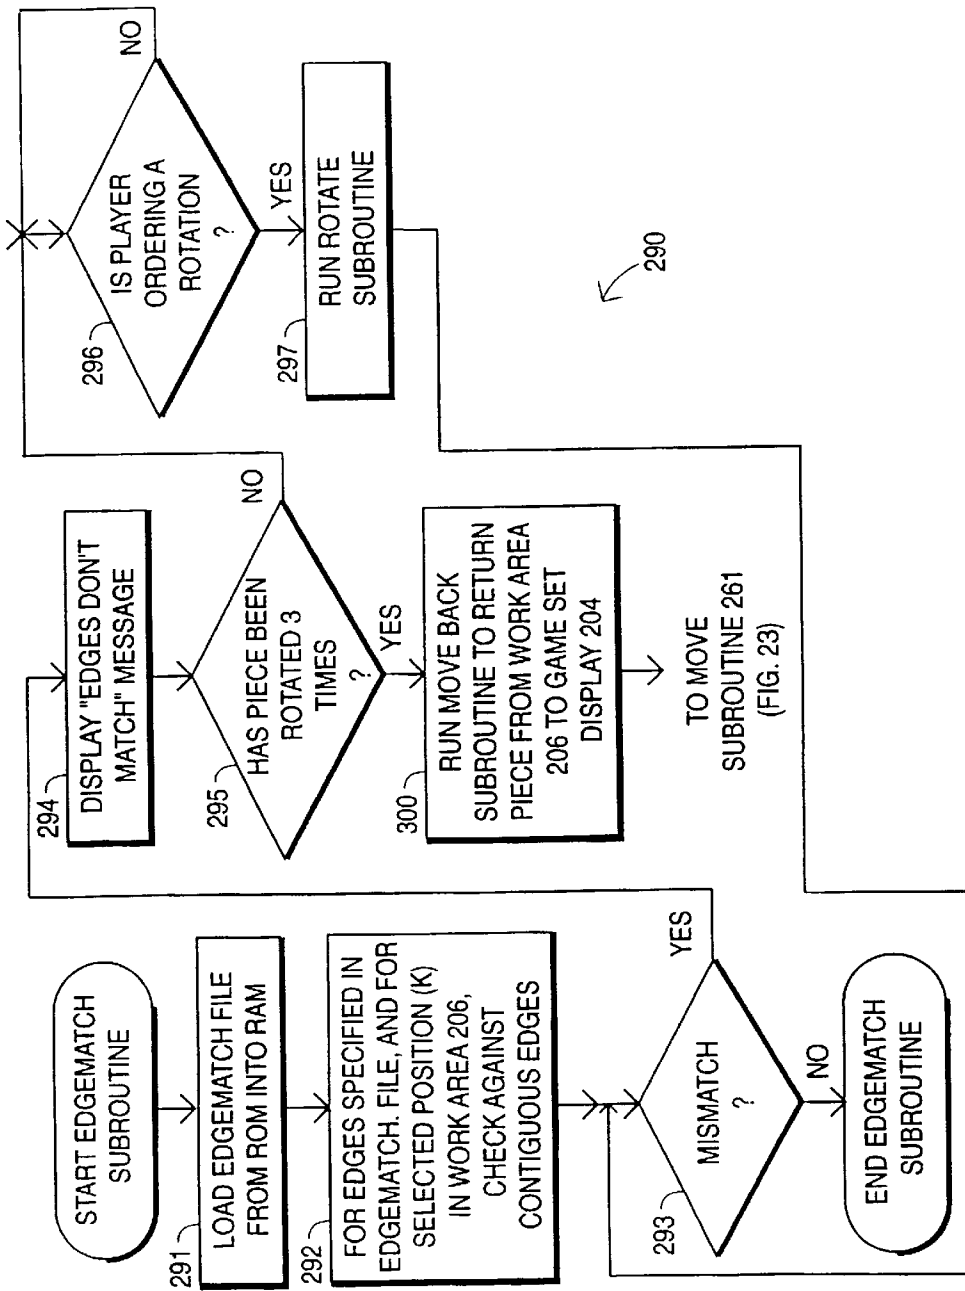 START EDGEMATCH
SUBROUTINE
291
LOAD EDGEMATCH FILE
FROM ROM INTO RAM
292
FOR EDGES SPECIFIED IN
EDGEMATCH. FILE, AND FOR
SELECTED POSITION (K)
IN WORK AREA 206,
CHECK AGAINST
CONTIGUOUS EDGES
293
MISMATCH
?
YES
NO
END EDGEMATCH
SUBROUTINE
294
DISPLAY "EDGES DON'T
MATCH" MESSAGE
295
HAS PIECE BEEN
ROTATED 3
TIMES
?
NO
YES
300
RUN MOVE BACK
SUBROUTINE TO RETURN
PIECE FROM WORK AREA
206 TO GAME SET
DISPLAY 204
TO MOVE
SUBROUTINE 261
(FIG. 23)
296
IS PLAYER
ORDERING A
ROTATION
?
NO
YES
297
RUN ROTATE
SUBROUTINE
290